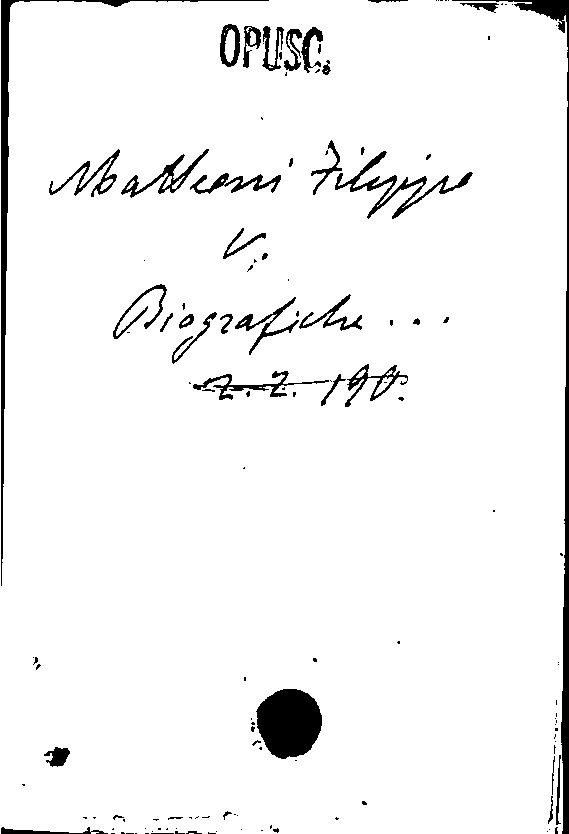 OPUSC.
Matteoni Filippo
V.
Biografiche ...
2. 2. 190.